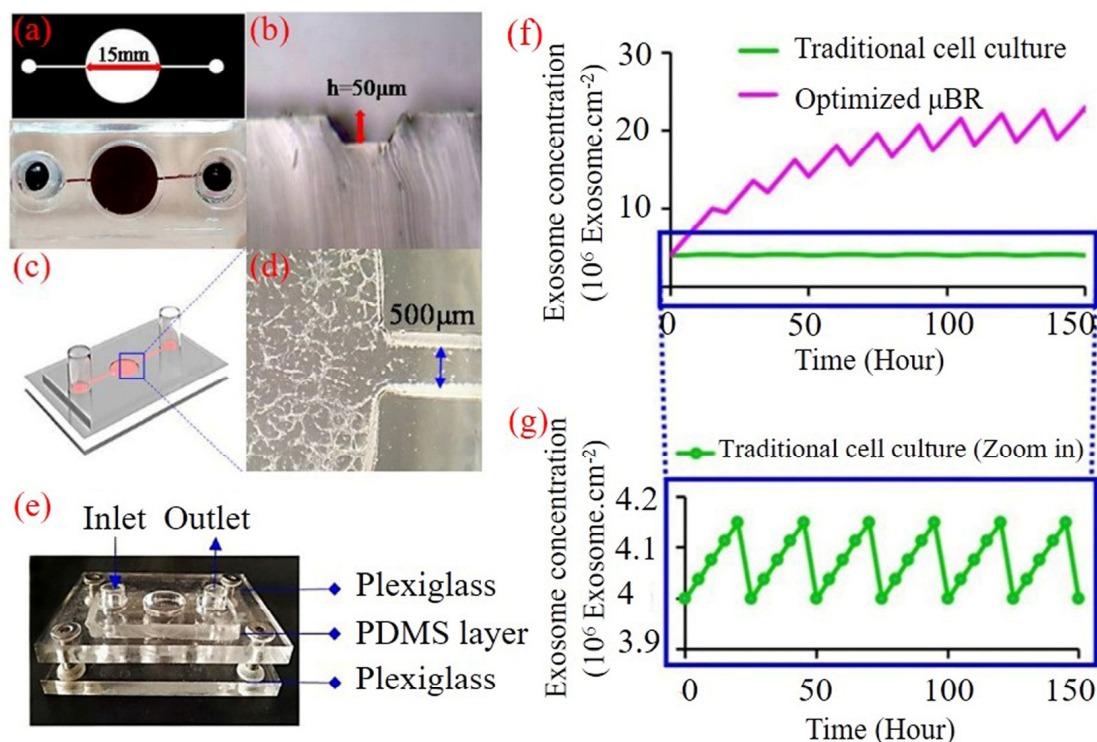 (a)
15mm
(b)
h=50μm
(c)
(d)
500μm
(e)
Inlet Outlet
Plexiglass
PDMS layer
Plexiglass
(f)
Traditional cell culture
Optimized μBR
Exosome concentration
(10⁶ Exosome.cm⁻²)
30
20
10
0 50 100 150
Time (Hour)
(g)
Traditional cell culture (Zoom in)
Exosome concentration
(10⁶ Exosome.cm⁻²)
4.2
4.1
4
3.9
0 50 100 150
Time (Hour)